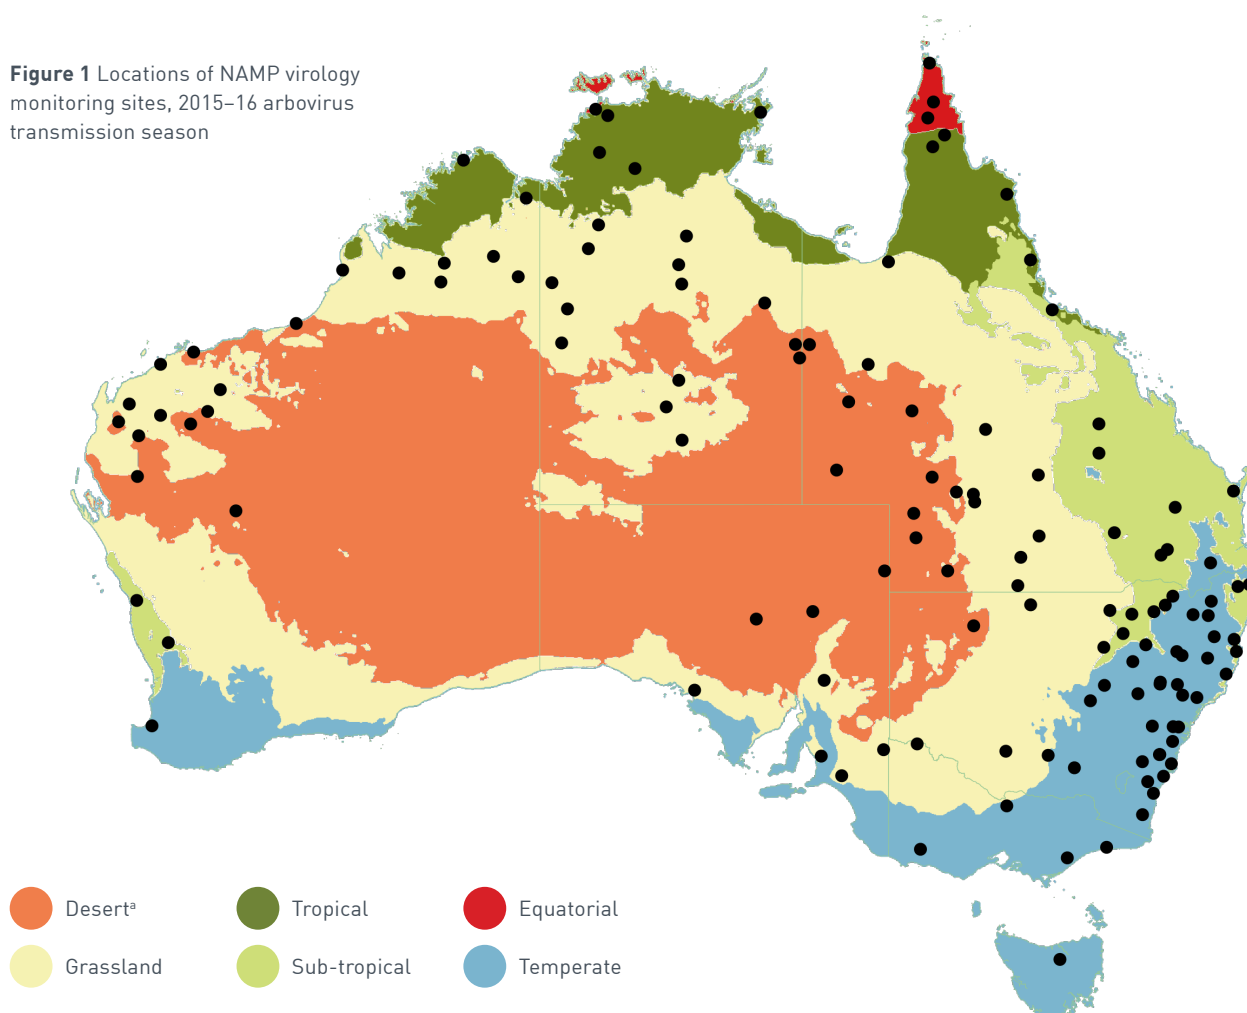 Figure 1 Locations of NAMP virology
monitoring sites, 2015–16 arbovirus
transmission season
Desertᵃ
Tropical
Equatorial
Grassland
Sub-tropical
Temperate